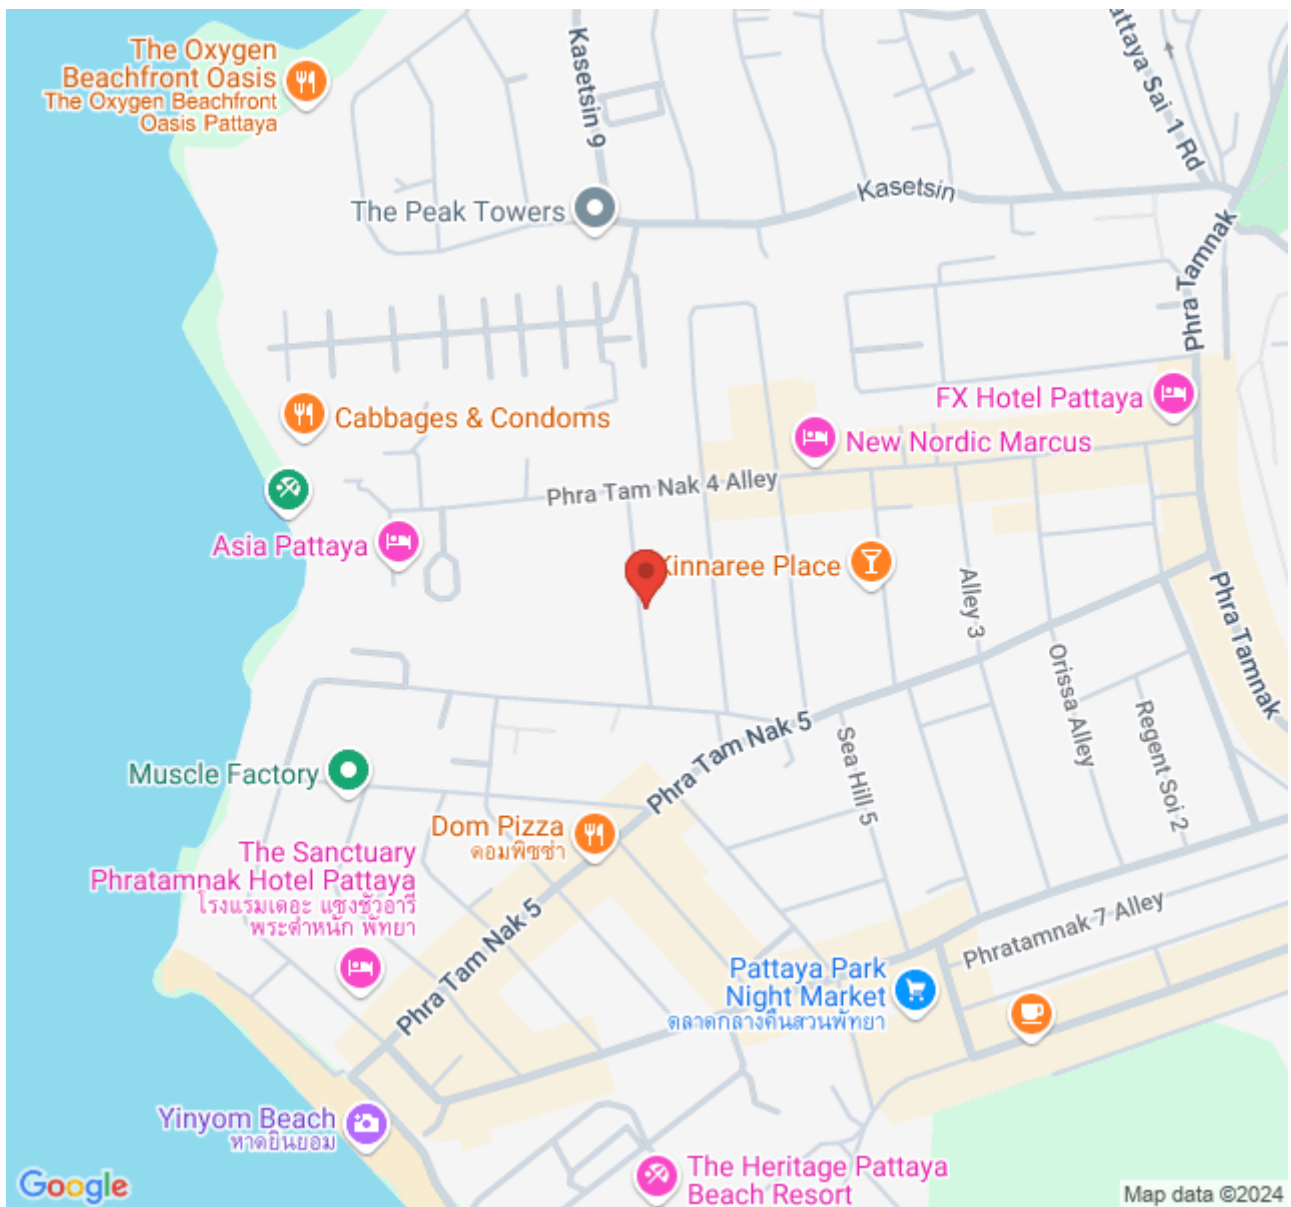 The Oxygen
Beachfront Oasis
The Oxygen Beachfront
Oasis Pattaya
Kasetsin 9
attaya Sai 1 Rd
Kasetsin
The Peak Towers
Phra Tamnak
FX Hotel Pattaya
Cabbages & Condoms
New Nordic Marcus
Phra Tam Nak 4 Alley
Asia Pattaya
Kinnaree Place
Alley 3
Phra Tamnak
Orissa Alley
Regent Soi 2
Phra Tam Nak 5
Sea Hill 5
Muscle Factory
Dom Pizza
ดอมพิซซ่า
The Sanctuary
Phratamnak Hotel Pattaya
โรงแรมเดอะ แซงชัวอารี
พระตำหนัก พัทยา
Phra Tam Nak 5
Phratamnak 7 Alley
Pattaya Park
Night Market
ตลาดกลางคืนสวนพัทยา
Yinyom Beach
หาดยินยอม
The Heritage Pattaya
Beach Resort
Google
Map data ©2024